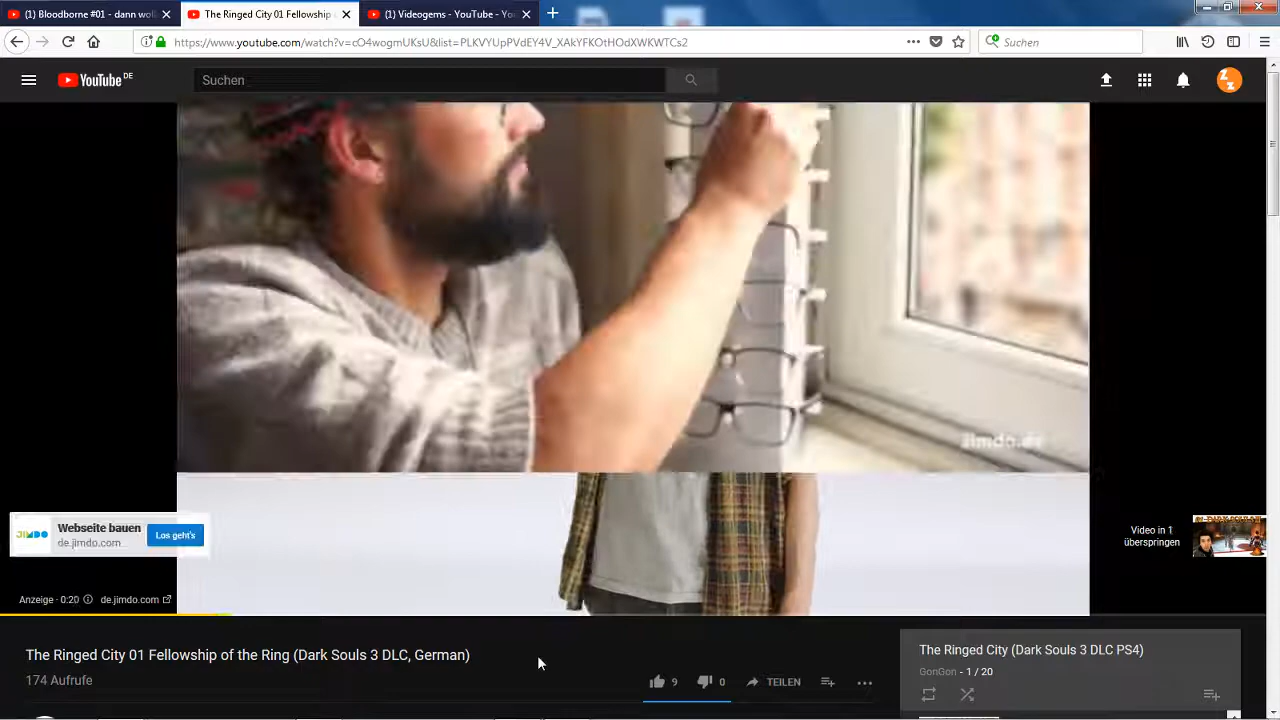 (1) Bloodborne #01 - dann wol
The Ringed City 01 Fellowship
(1) Videogems - YouTube - Yo
https://www.youtube.com/watch?v=cO4wogmUKsU&list=PLKVYUpPVdEY4V_XAkYFKOtHOdXWKWTCs2
Suchen
YouTube DE
Suchen
Jimdo.de
JIMDO
Webseite bauen
de.jimdo.com...
Los geht's
Video in 1
überspringen
Anzeige · 0:20
de.jimdo.com
The Ringed City 01 Fellowship of the Ring (Dark Souls 3 DLC, German)
174 Aufrufe
9
0
TEILEN
The Ringed City (Dark Souls 3 DLC PS4)
GonGon - 1 / 20